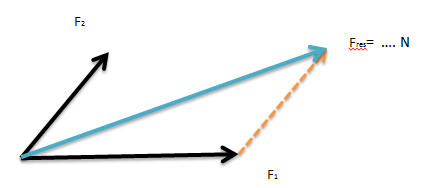 F₂
Fres= .... N
F₁